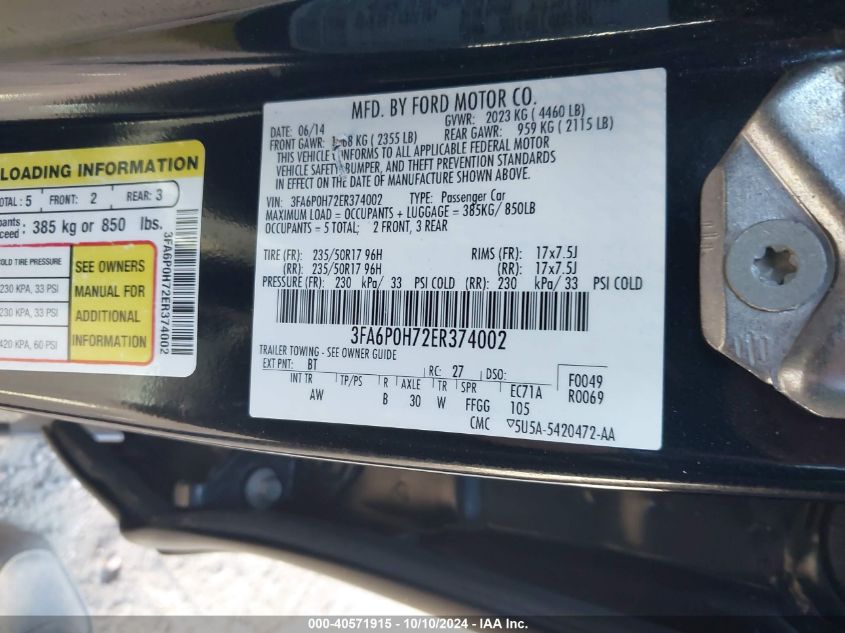 LOADING INFORMATION
TOTAL: 5 FRONT: 2 REAR: 3
385 kg or 850 lbs.
COLD TIRE PRESSURE
230 KPA, 33 PSI
230 KPA, 33 PSI
420 KPA, 60 PSI
SEE OWNERS
MANUAL FOR
ADDITIONAL
INFORMATION
3FA6P0H72ER374002
MFD. BY FORD MOTOR CO.
DATE: 06/14 GVWR: 2023 KG ( 4460 LB)
FRONT GAWR: KG ( 2355 LB) REAR GAWR: 959 KG ( 2115 LB)
THIS VEHICLE CONFORMS TO ALL APPLICABLE FEDERAL MOTOR
VEHICLE SAFETY, BUMPER, AND THEFT PREVENTION STANDARDS
IN EFFECT ON THE DATE OF MANUFACTURE SHOWN ABOVE.
VIN: 3FA6P0H72ER374002 TYPE: Passenger Car
MAXIMUM LOAD = OCCUPANTS + LUGGAGE = 385KG/ 850LB
OCCUPANTS = 5 TOTAL; 2 FRONT, 3 REAR
TIRE (FR): 235/50R17 96H RIMS (FR): 17x7.5J
(RR): 235/50R17 96H (RR): 17x7.5J
PRESSURE (FR): 230 kPa/ 33 PSI COLD (RR): 230 kPa/ 33 PSI COLD
3FA6P0H72ER374002
TRAILER TOWING - SEE OWNER GUIDE
EXT PNT: BT RC: 27 DSO: F0049
INT TR TP/PS R AXLE TR SPR EC71A R0069
AW B 30 W FFGG 105
CMC ▽5U5A-5420472-AA
000-40571915 - 10/10/2024 - IAA Inc.